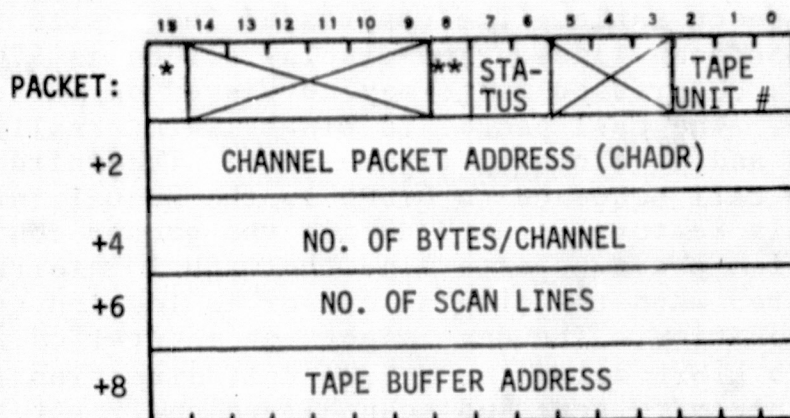 15 14 13 12 11 10 9 8 7 6 5 4 3 2 1 0
PACKET: * ** STA- TAPE
TUS UNIT #
+2 CHANNEL PACKET ADDRESS (CHADR)
+4 NO. OF BYTES/CHANNEL
+6 NO. OF SCAN LINES
+8 TAPE BUFFER ADDRESS